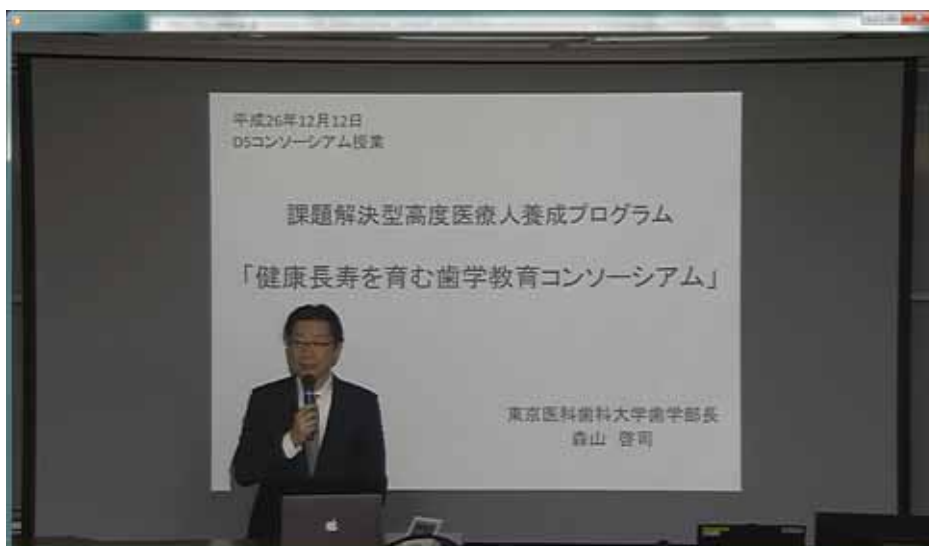 平成26年12月12日
D5コンソーシアム授業
課題解決型高度医療人養成プログラム
「健康長寿を育む歯学教育コンソーシアム」
東京医科歯科大学歯学部長
森山 啓司